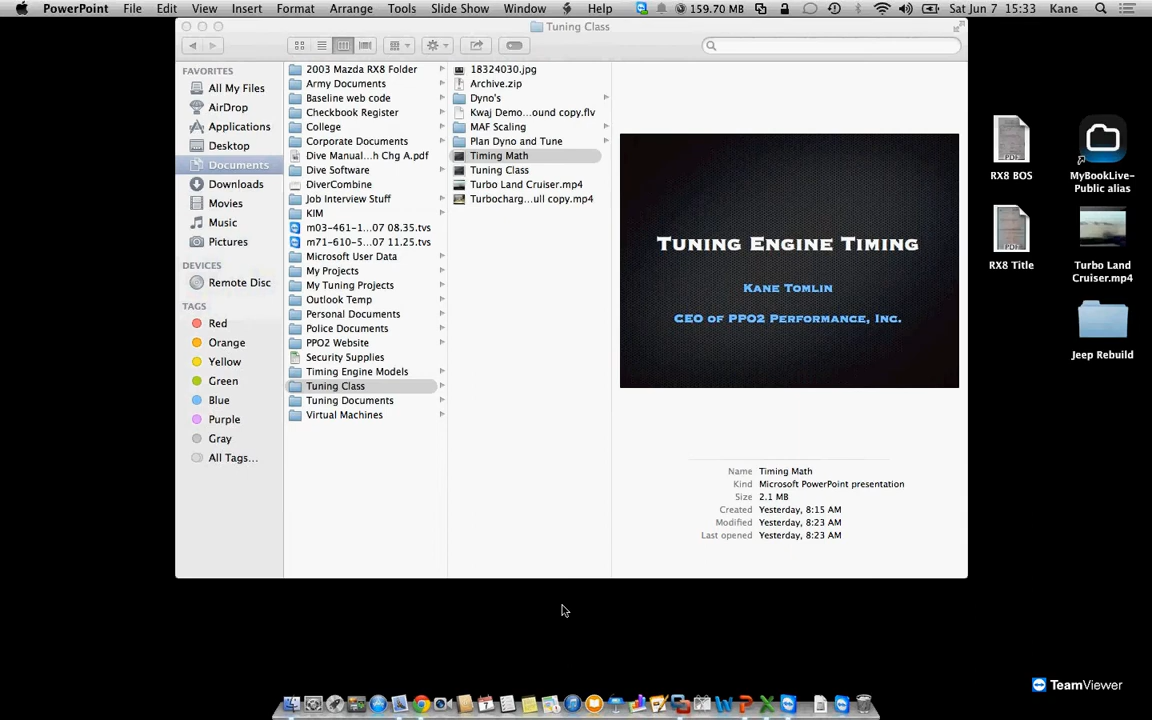 PowerPoint File Edit View Insert Format Arrange Tools Slide Show Window Help 159.70 MB Sat Jun 7 15:33 Kane
Tuning Class
FAVORITES
All My Files
AirDrop
Applications
Desktop
Documents
Downloads
Movies
Music
Pictures
DEVICES
Remote Disc
TAGS
Red
Orange
Yellow
Green
Blue
Purple
Gray
All Tags...
2003 Mazda RX8 Folder
Army Documents
Baseline web code
Checkbook Register
College
Corporate Documents
Dive Manual...h Chg A.pdf
Dive Software
DiverCombine
Job Interview Stuff
KIM
m03-461-1...07 08.35.tvs
m71-610-5...07 11.25.tvs
Microsoft User Data
My Projects
My Tuning Projects
Outlook Temp
Personal Documents
Police Documents
PPO2 Website
Security Supplies
Timing Engine Models
Tuning Class
Tuning Documents
Virtual Machines
18324030.jpg
Archive.zip
Dyno's
Kwaj Demo...ound copy.flv
MAF Scaling
Plan Dyno and Tune
Timing Math
Tuning Class
Turbo Land Cruiser.mp4
Turbocharg...ull copy.mp4
TUNING ENGINE TIMING
KANE TOMLIN
CEO OF PPO2 PERFORMANCE, INC.
Name Timing Math
Kind Microsoft PowerPoint presentation
Size 2.1 MB
Created Yesterday, 8:15 AM
Modified Yesterday, 8:23 AM
Last opened Yesterday, 8:23 AM
RX8 BOS
MyBookLive-
Public alias
RX8 Title
Turbo Land
Cruiser.mp4
Jeep Rebuild
TeamViewer